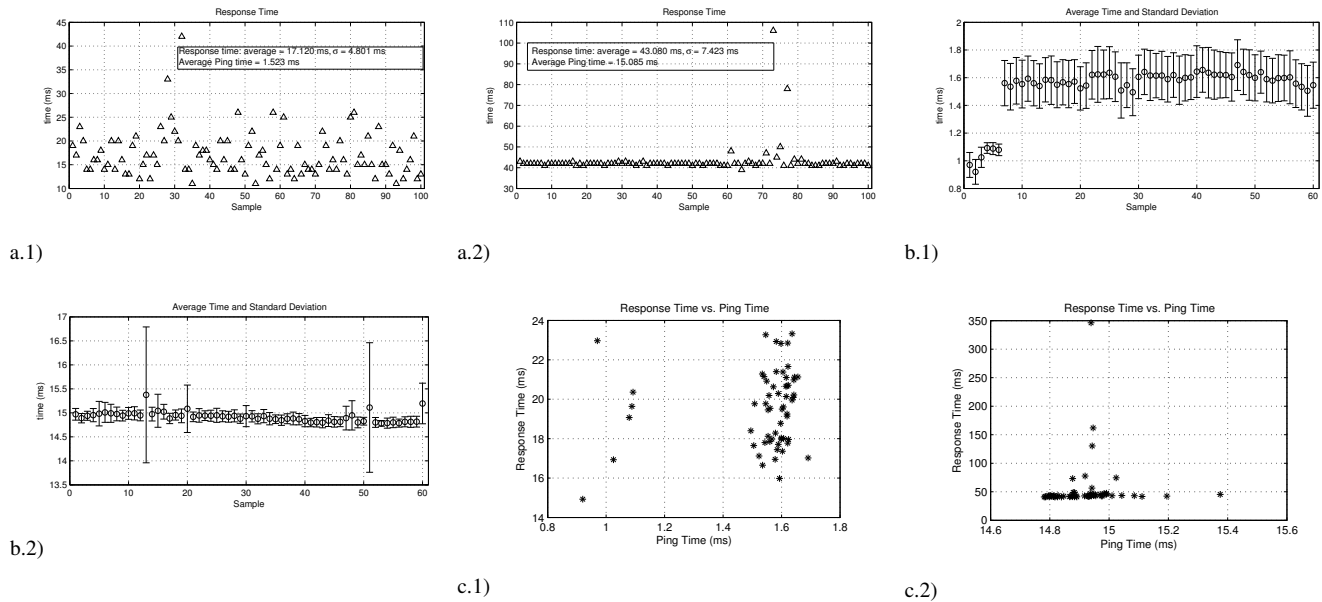 Response Time
45
40
35
30
25
20
15
10
time (ms)
Response time: average = 17.120 ms, σ = 4.801 ms
Average Ping time = 1.523 ms
0 10 20 30 40 50 60 70 80 90 100
Sample
a.1)
Response Time
110
100
90
80
70
60
50
40
30
time (ms)
Response time: average = 43.080 ms, σ = 7.423 ms
Average Ping time = 15.085 ms
0 10 20 30 40 50 60 70 80 90 100
Sample
a.2)
Average Time and Standard Deviation
2
1.8
1.6
1.4
1.2
1
0.8
time (ms)
0 10 20 30 40 50 60
Sample
b.1)
Average Time and Standard Deviation
17
16.5
16
15.5
15
14.5
14
13.5
time (ms)
0 10 20 30 40 50 60
Sample
b.2)
Response Time vs. Ping Time
24
22
20
18
16
14
Response Time (ms)
0.8 1 1.2 1.4 1.6 1.8
Ping Time (ms)
c.1)
Response Time vs. Ping Time
350
300
250
200
150
100
50
0
Response Time (ms)
14.6 14.8 15 15.2 15.4 15.6
Ping Time (ms)
c.2)